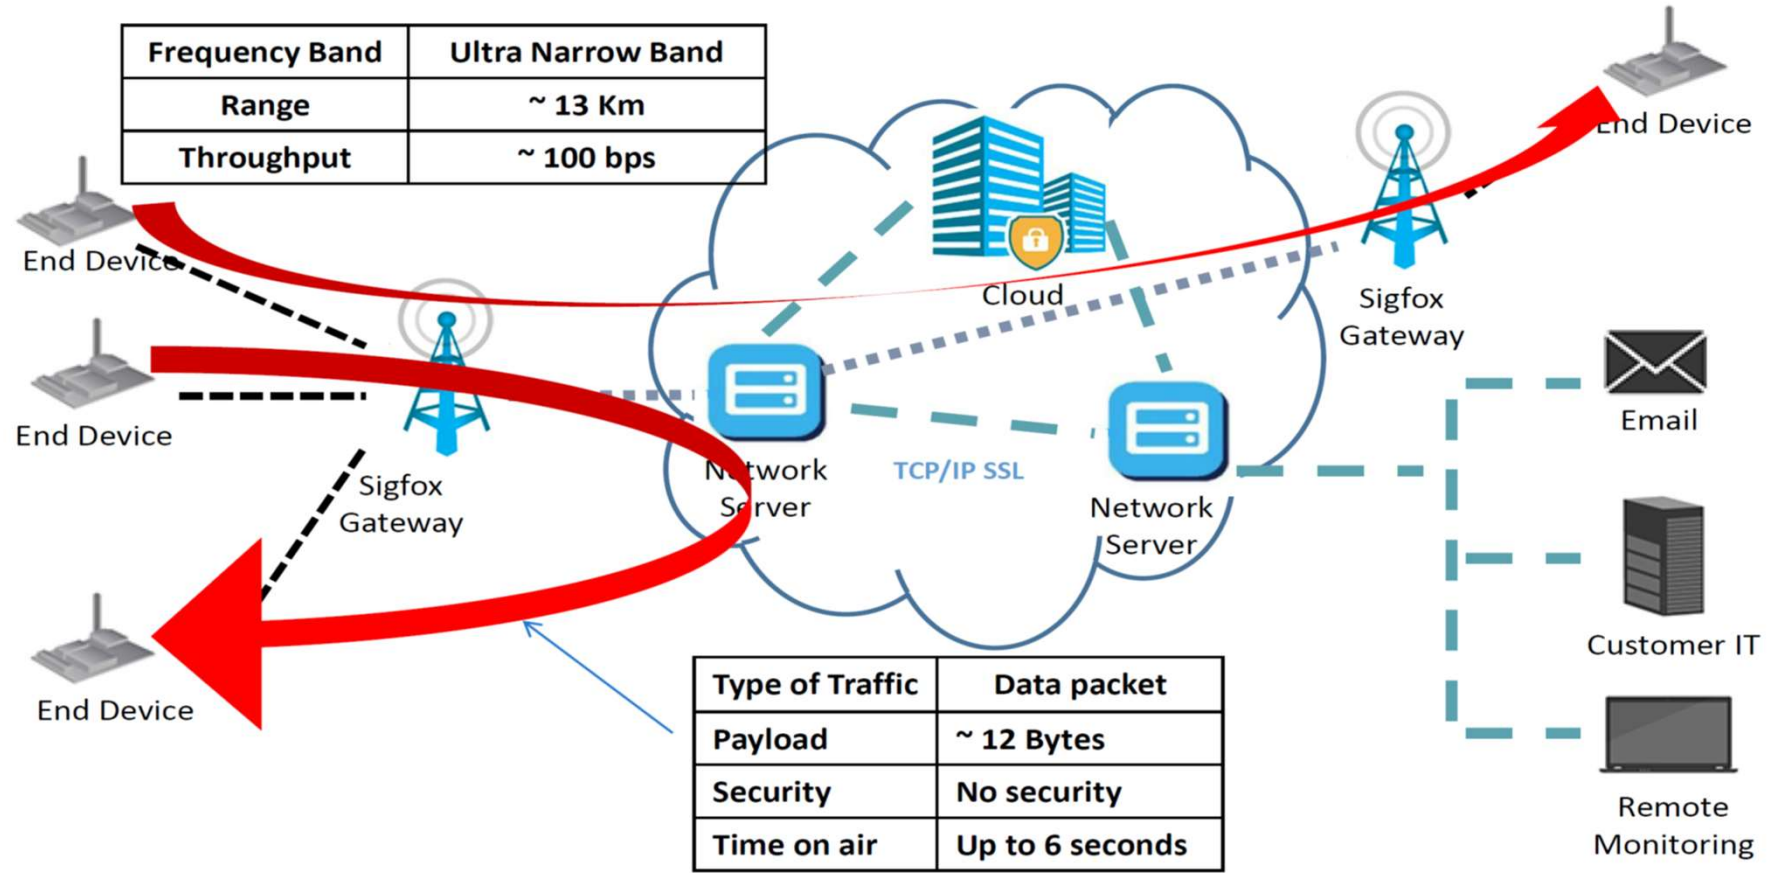 Frequency Band Ultra Narrow Band
Range ~ 13 Km
Throughput ~ 100 bps
End Device
End Device
End Device
Sigfox
Gateway
Cloud
Network
Server
TCP/IP SSL
Network
Server
Sigfox
Gateway
End Device
Email
Customer IT
Remote
Monitoring
End Device
Type of Traffic Data packet
Payload ~ 12 Bytes
Security No security
Time on air Up to 6 seconds